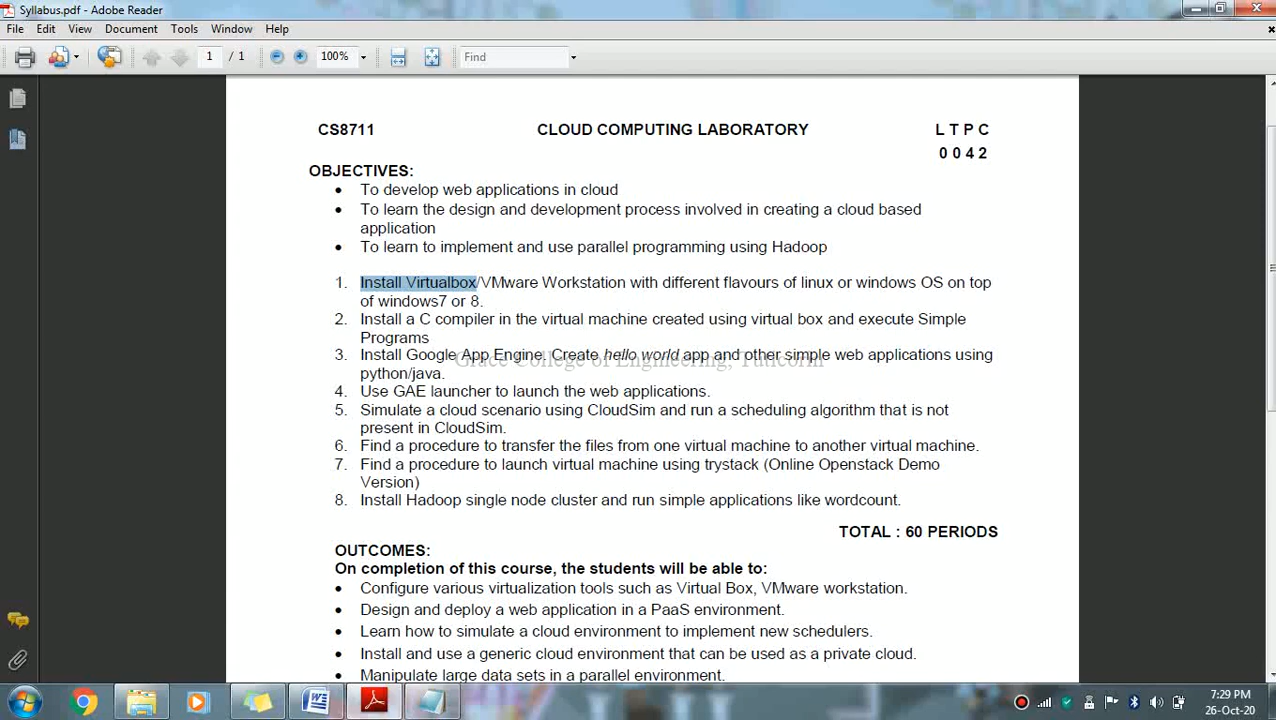 Syllabus.pdf - Adobe Reader
File Edit View Document Tools Window Help
1 / 1 100% Find
CS8711 CLOUD COMPUTING LABORATORY L T P C
0 0 4 2
OBJECTIVES:
• To develop web applications in cloud
• To learn the design and development process involved in creating a cloud based
application
• To learn to implement and use parallel programming using Hadoop
1. Install Virtualbox/VMware Workstation with different flavours of linux or windows OS on top
of windows7 or 8.
2. Install a C compiler in the virtual machine created using virtual box and execute Simple
Programs
3. Install Google App Engine. Create hello world app and other simple web applications using
Grace College of Engineering, Tuticorin
python/java.
4. Use GAE launcher to launch the web applications.
5. Simulate a cloud scenario using CloudSim and run a scheduling algorithm that is not
present in CloudSim.
6. Find a procedure to transfer the files from one virtual machine to another virtual machine.
7. Find a procedure to launch virtual machine using trystack (Online Openstack Demo
Version)
8. Install Hadoop single node cluster and run simple applications like wordcount.
TOTAL : 60 PERIODS
OUTCOMES:
On completion of this course, the students will be able to:
• Configure various virtualization tools such as Virtual Box, VMware workstation.
• Design and deploy a web application in a PaaS environment.
• Learn how to simulate a cloud environment to implement new schedulers.
• Install and use a generic cloud environment that can be used as a private cloud.
• Manipulate large data sets in a parallel environment.
7:29 PM
26-Oct-20